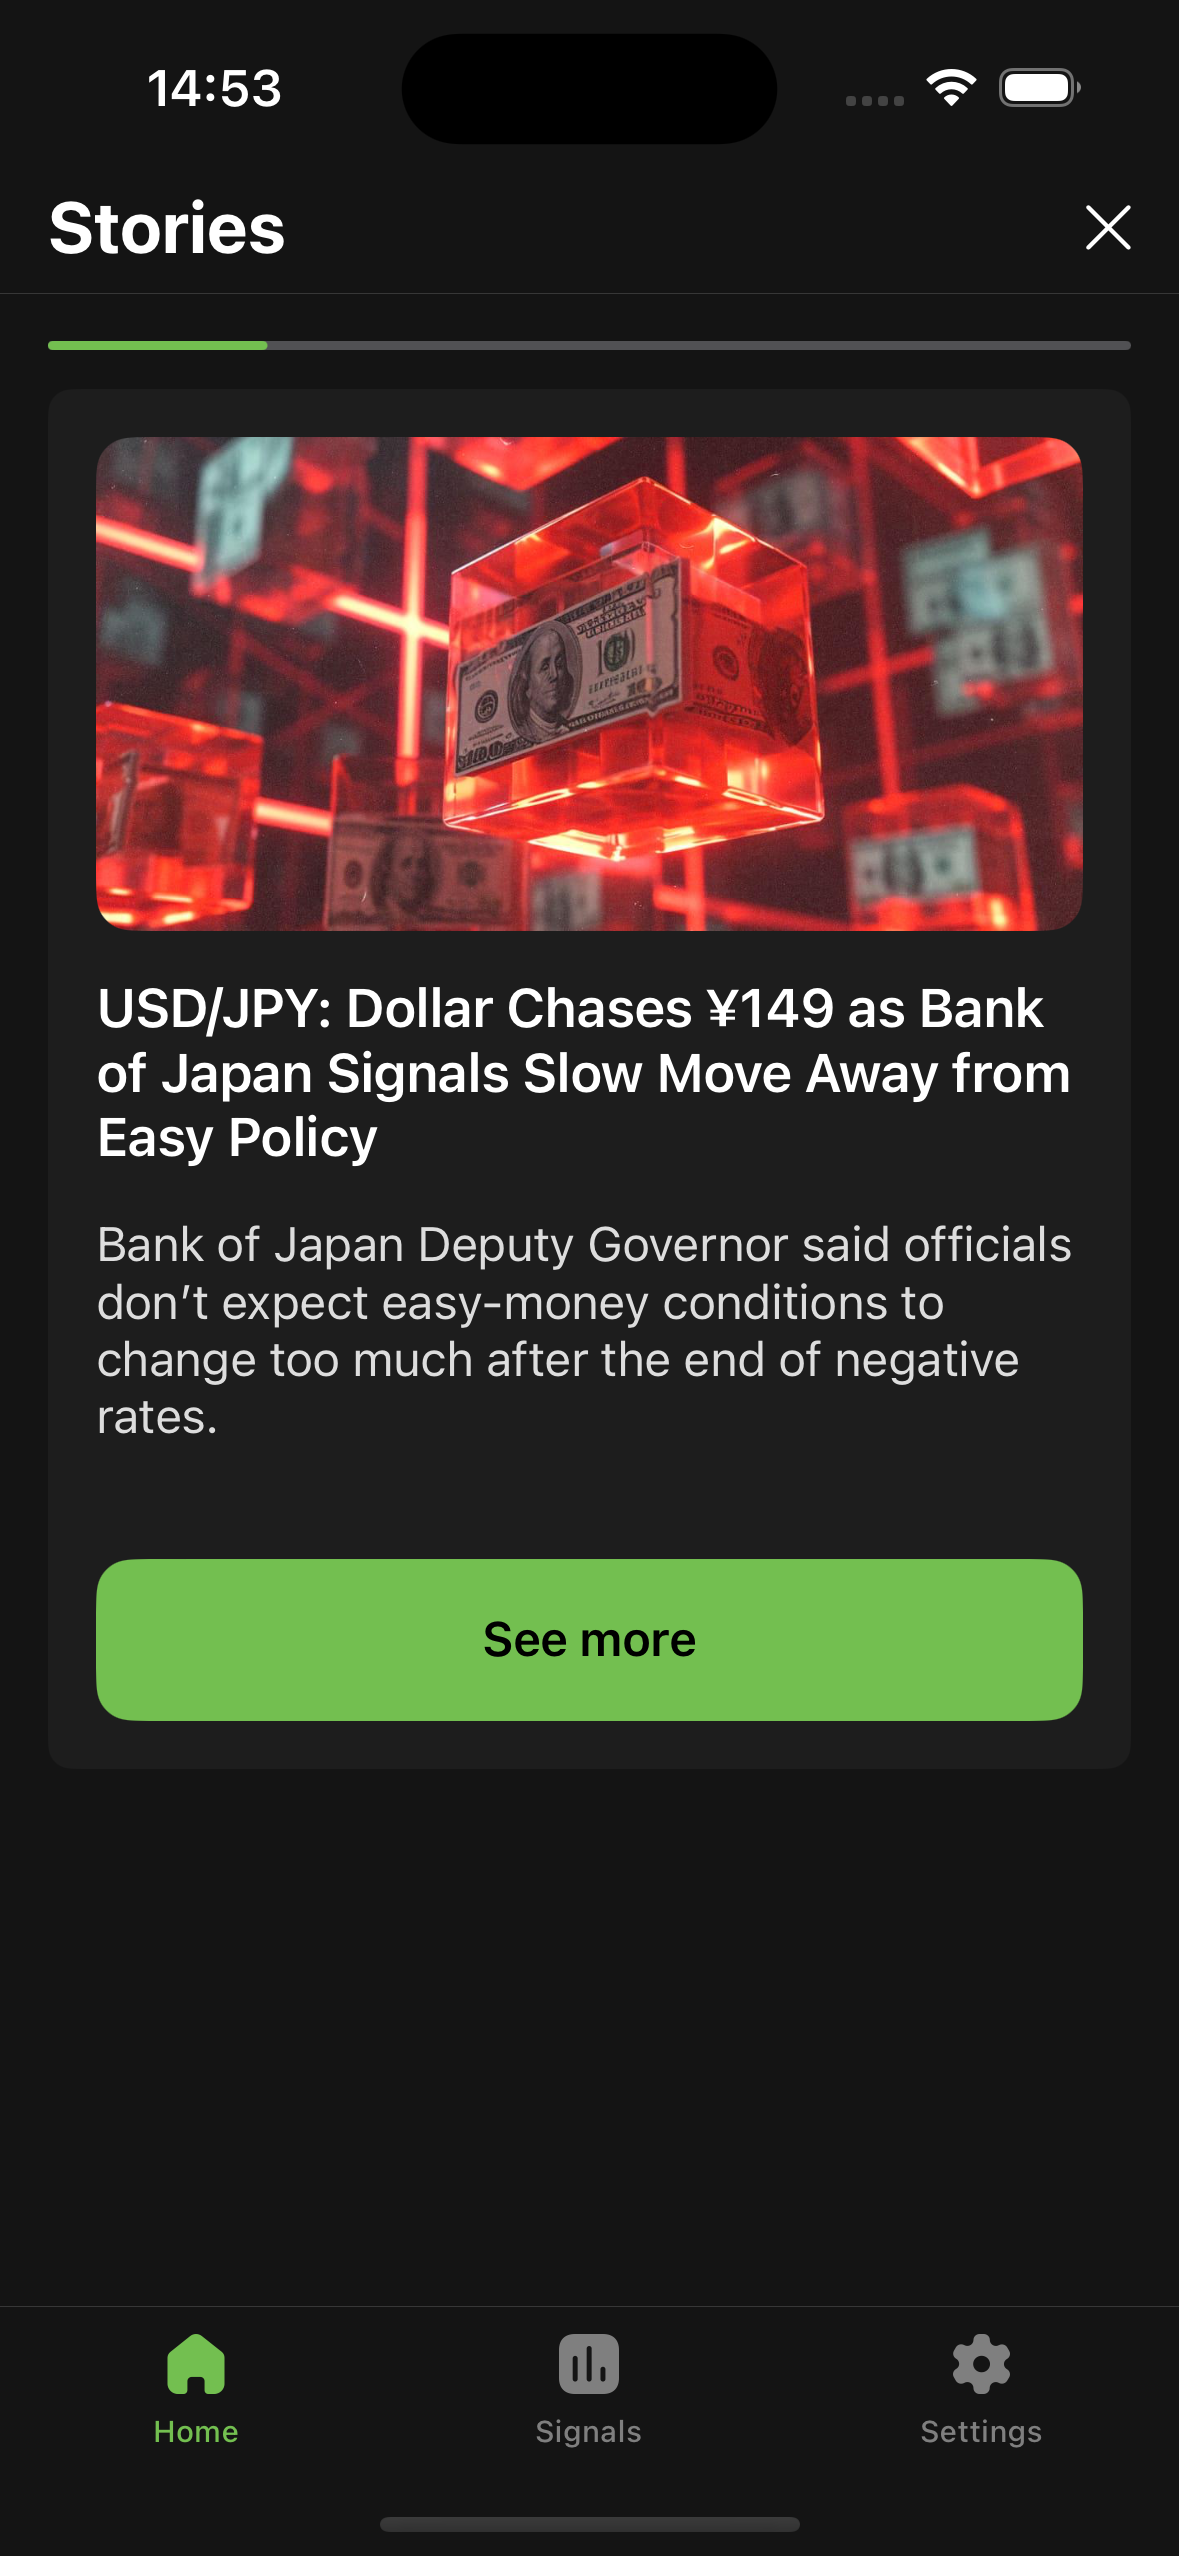 14:53
Stories
USD/JPY: Dollar Chases ¥149 as Bank
of Japan Signals Slow Move Away from
Easy Policy
Bank of Japan Deputy Governor said officials
don’t expect easy-money conditions to
change too much after the end of negative
rates.
See more
Home
Signals
Settings